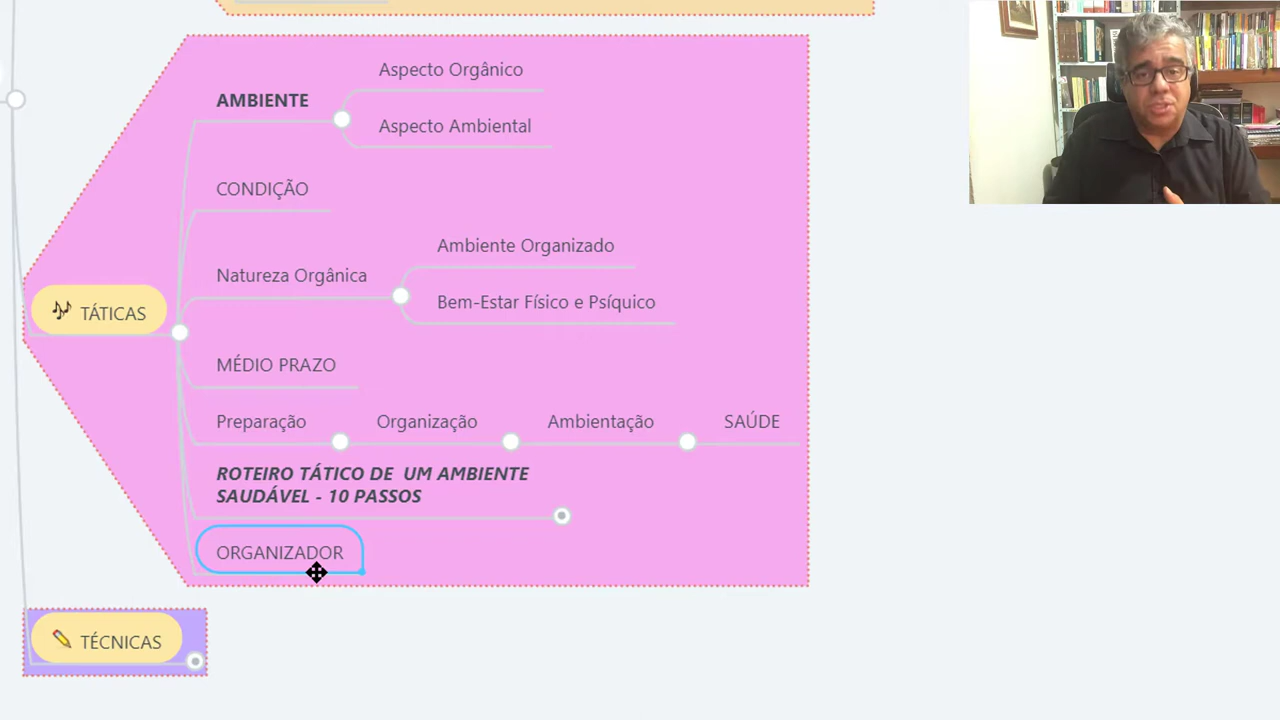 Aspecto Orgânico
AMBIENTE
Aspecto Ambiental
CONDIÇÃO
Ambiente Organizado
Natureza Orgânica
Bem-Estar Físico e Psíquico
TÁTICAS
MÉDIO PRAZO
Preparação Organização Ambientação SAÚDE
ROTEIRO TÁTICO DE UM AMBIENTE
SAUDÁVEL - 10 PASSOS
ORGANIZADOR
TÉCNICAS